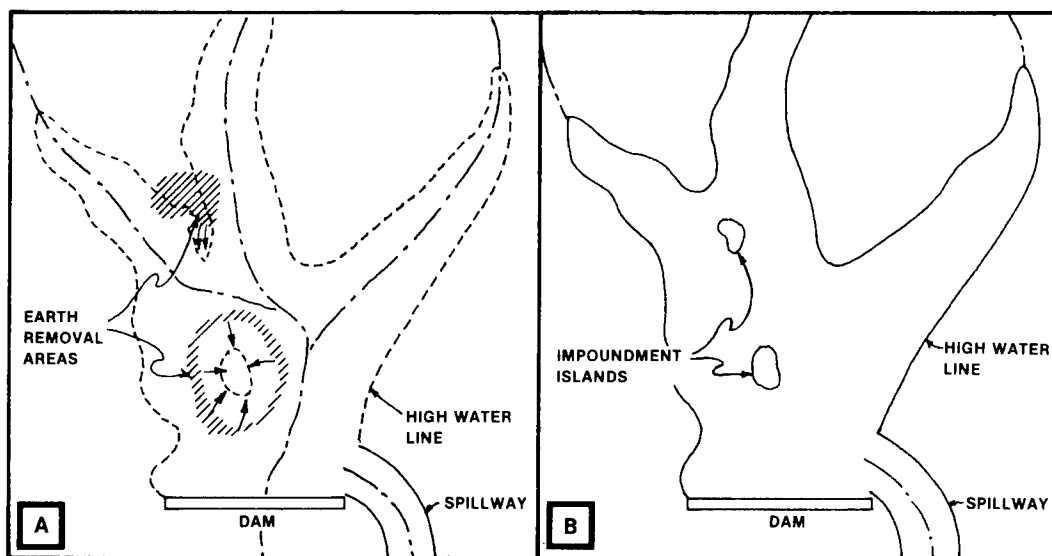 EARTH
REMOVAL
AREAS
HIGH WATER
LINE
SPILLWAY
DAM
A
IMPOUNDMENT
ISLANDS
HIGH WATER
LINE
SPILLWAY
DAM
B